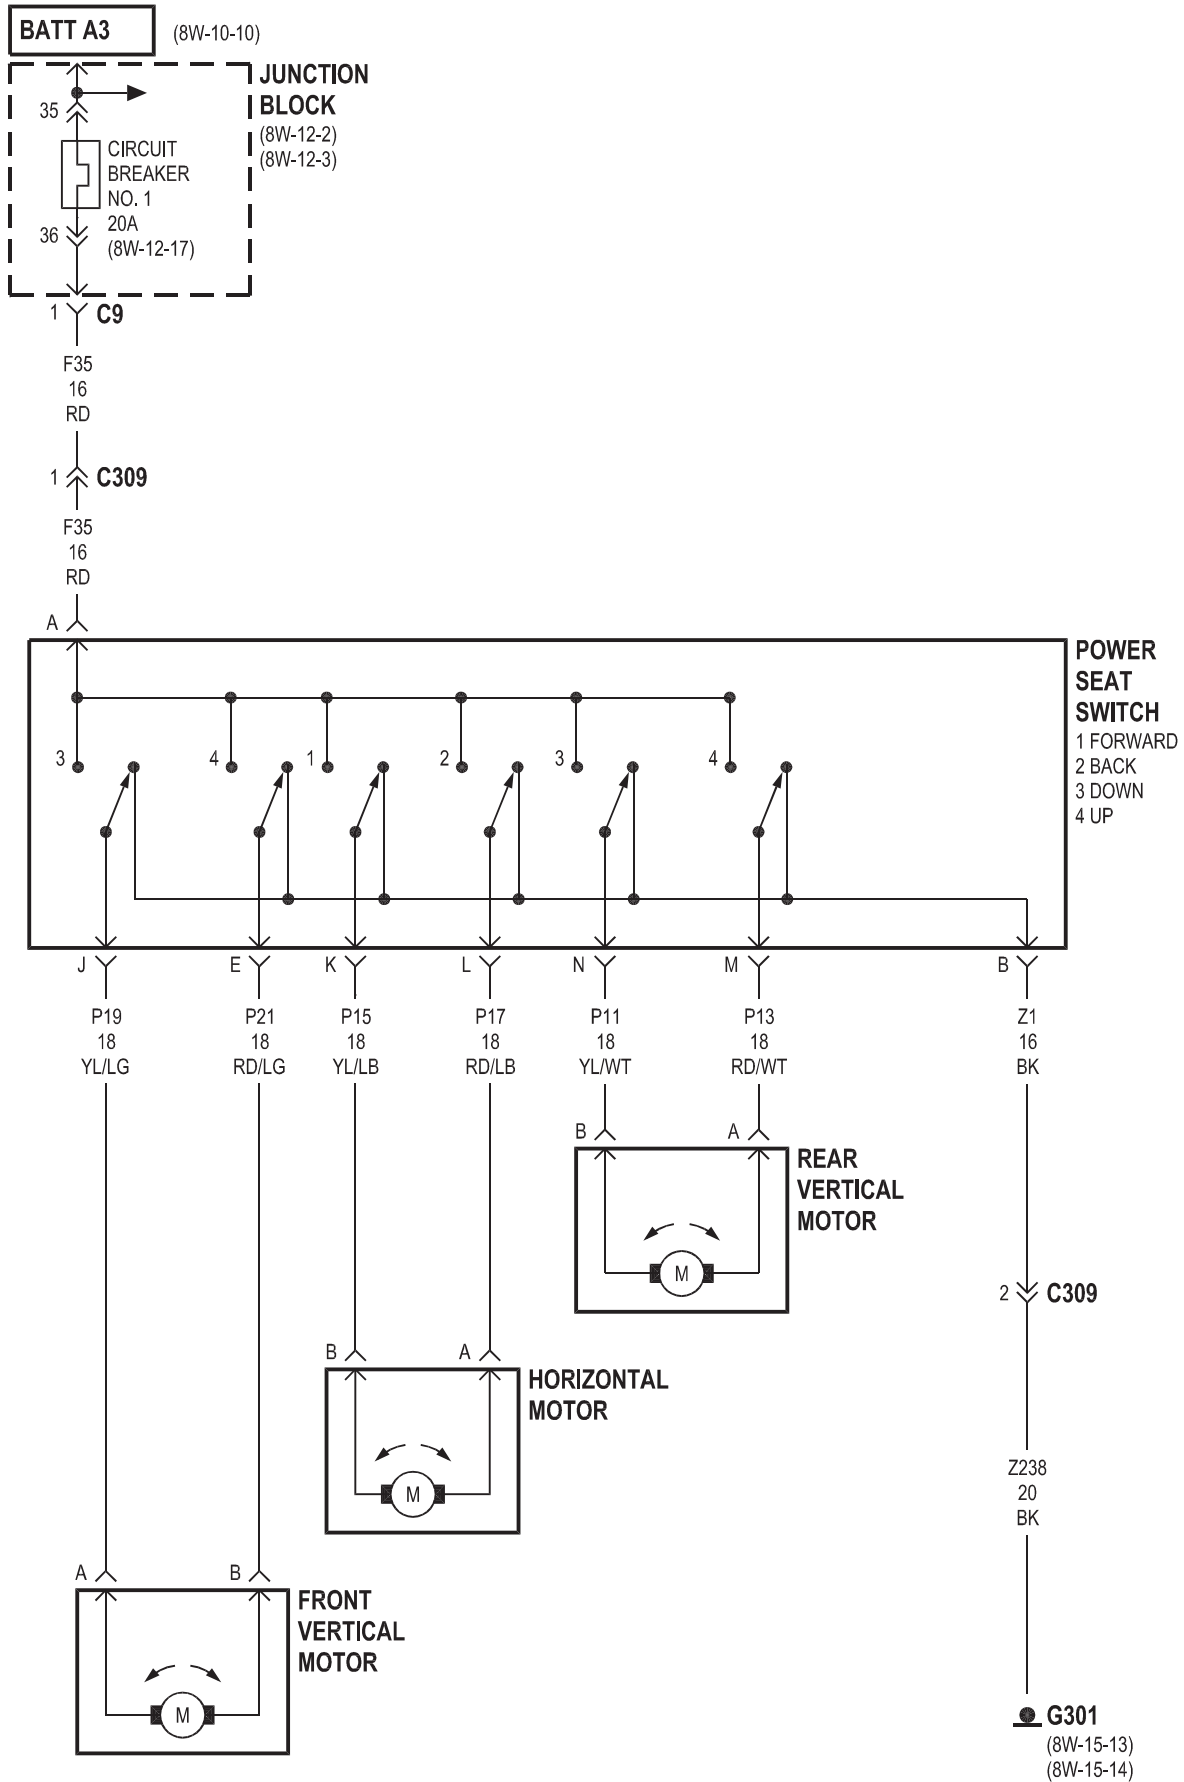 BATT A3
(8W-10-10)
JUNCTION
BLOCK
(8W-12-2)
(8W-12-3)
35
CIRCUIT
BREAKER
NO. 1
20A
(8W-12-17)
36
1
C9
F35
16
RD
1
C309
F35
16
RD
A
POWER
SEAT
SWITCH
1 FORWARD
2 BACK
3 DOWN
4 UP
3
4
1
2
3
4
J
E
K
L
N
M
B
P19
18
YL/LG
P21
18
RD/LG
P15
18
YL/LB
P17
18
RD/LB
P11
18
YL/WT
P13
18
RD/WT
Z1
16
BK
B
A
REAR
VERTICAL
MOTOR
M
2
C309
B
A
HORIZONTAL
MOTOR
M
Z238
20
BK
A
B
FRONT
VERTICAL
MOTOR
M
G301
(8W-15-13)
(8W-15-14)